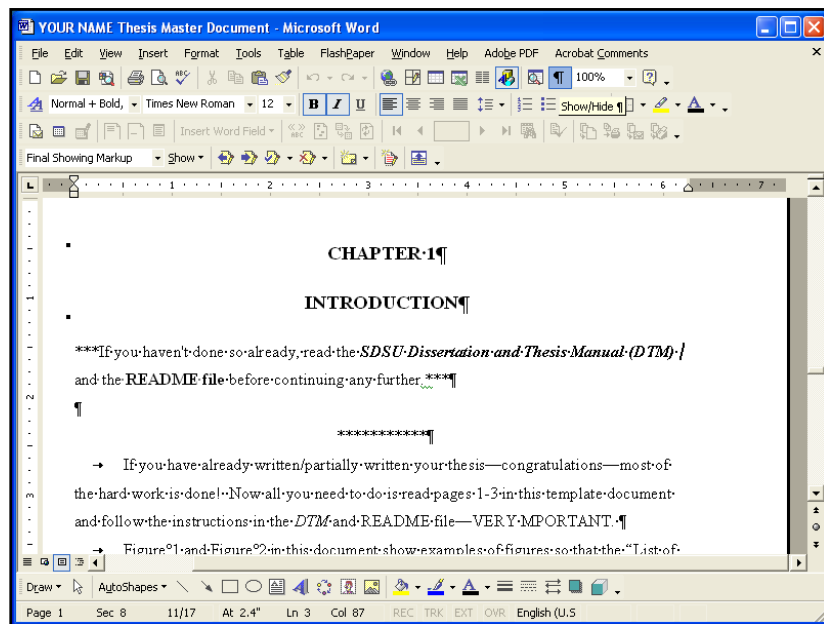 YOUR NAME Thesis Master Document - Microsoft Word
File Edit View Insert Format Tools Table FlashPaper Window Help Adobe PDF Acrobat Comments
100%
Normal + Bold, Times New Roman 12 B I U Show/Hide ¶
Insert Word Field
Final Showing Markup Show
1 2 3 4 5 6 7
CHAPTER·1¶
INTRODUCTION¶
***If·you·haven't·done·so·already,·read·the·SDSU·Dissertation·and·Thesis·Manual·(DTM)·
and·the·README·file·before·continuing·any·further.***¶
¶
***********¶
→ If·you·have·already·written/partially·written·your·thesis—congratulations—most·of·
the·hard·work·is·done!··Now·all·you·need·to·do·is·read·pages·1-3·in·this·template·document·
and·follow·the·instructions·in·the·DTM·and·README·file—VERY·MPORTANT.·¶
→ Figure°1·and·Figure°2·in·this·document·show·examples·of·figures·so·that·the·“List·of·
Draw AutoShapes
Page 1 Sec 8 11/17 At 2.4" Ln 3 Col 87 REC TRK EXT OVR English (U.S